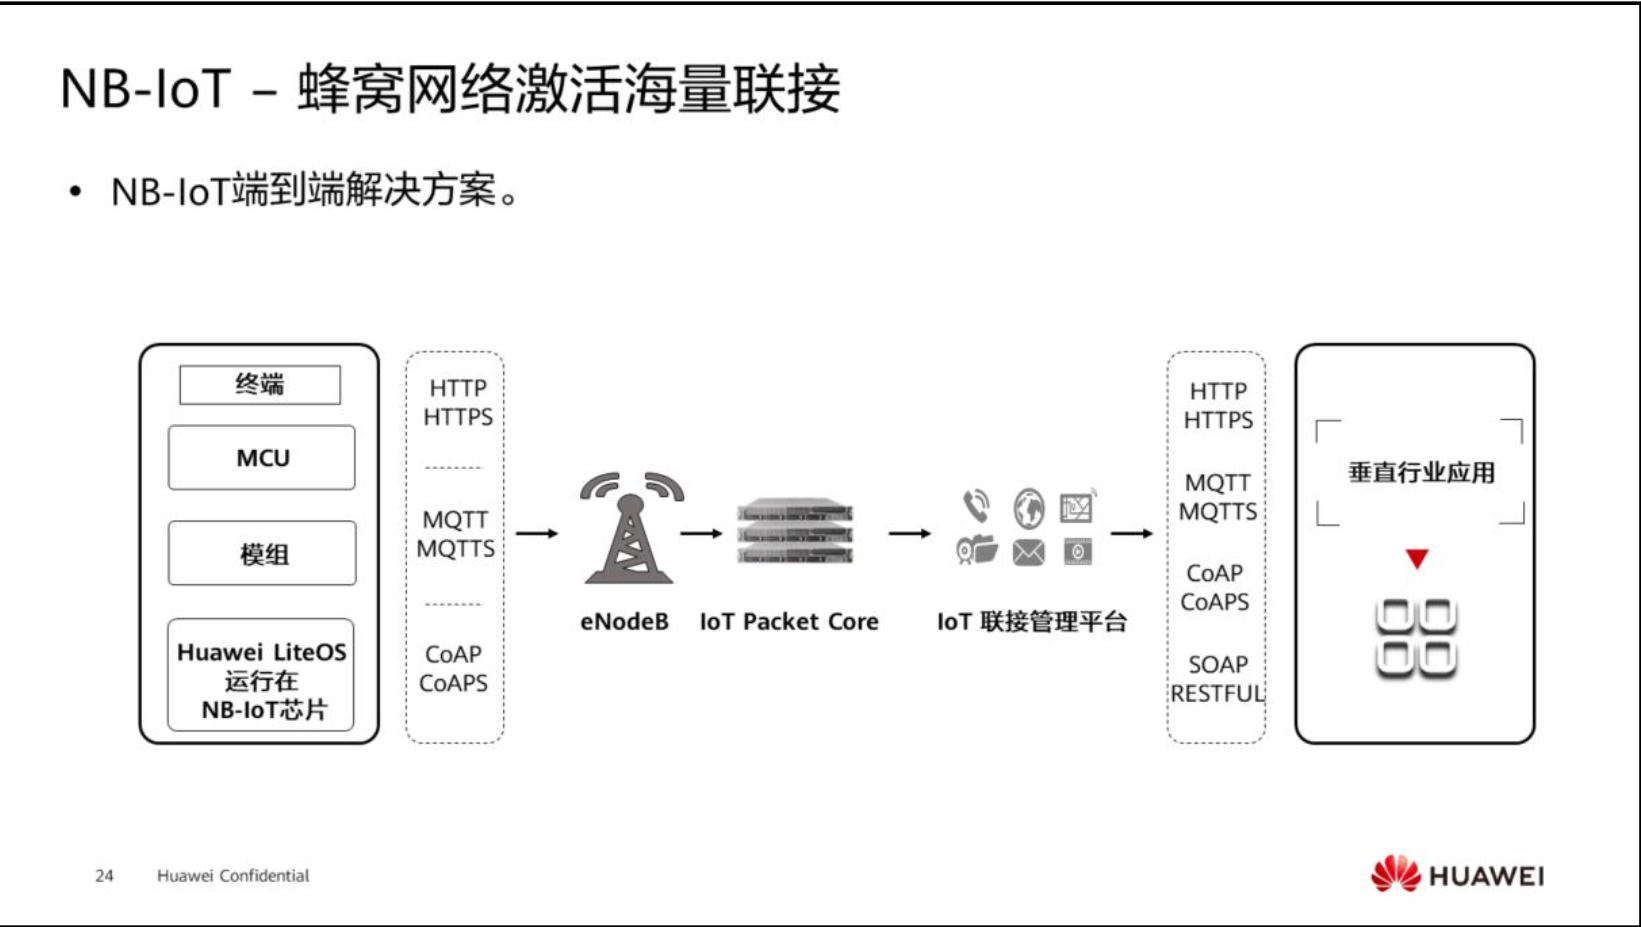 NB-IoT – 蜂窝网络激活海量联接
• NB-IoT端到端解决方案。
终端
MCU
模组
Huawei LiteOS
运行在
NB-IoT芯片
HTTP
HTTPS
MQTT
MQTTS
CoAP
CoAPS
eNodeB
IoT Packet Core
IoT 联接管理平台
HTTP
HTTPS
MQTT
MQTTS
CoAP
CoAPS
SOAP
RESTFUL
垂直行业应用
24 Huawei Confidential
HUAWEI